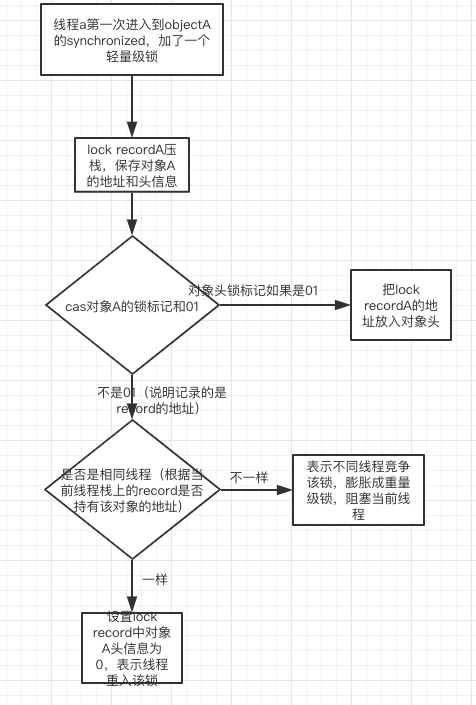 线程a第一次进入到objectA
的synchronized，加了一个
轻量级锁
lock recordA压
栈，保存对象A
的地址和头信息
cas对象A的锁标记和01
对象头锁标记如果是01
把lock
recordA的地
址放入对象头
不是01（说明记录的是
record的地址）
是否是相同线程（根据当
前线程栈上的record是否
持有该对象的地址）
不一样
表示不同线程竞争
该锁，膨胀成重量
级锁，阻塞当前线
程
一样
设置lock
record中对象
A头信息为
0，表示线程
重入该锁